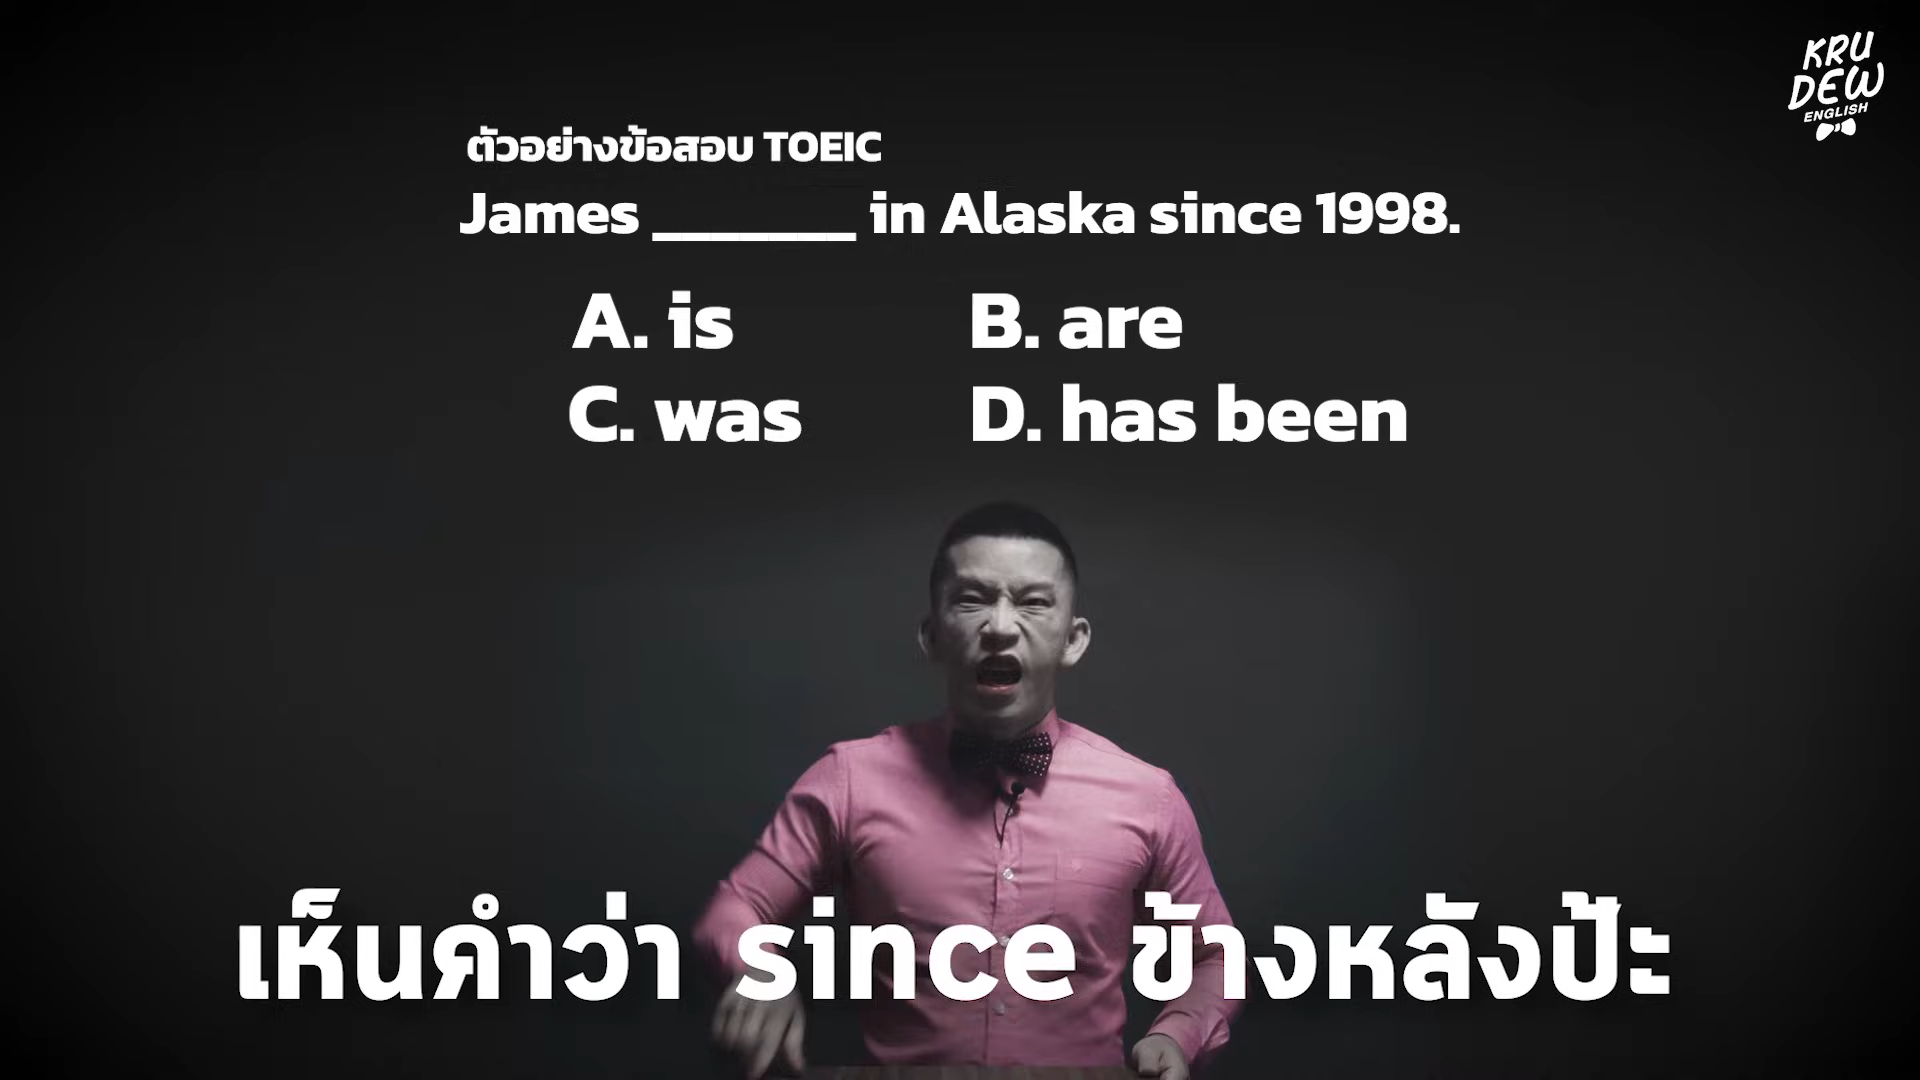 KRU
DEW
ENGLISH
ตัวอย่างข้อสอบ TOEIC
James _______ in Alaska since 1998.
A. is
B. are
C. was
D. has been
เห็นคำว่า since ข้างหลังป้ะ